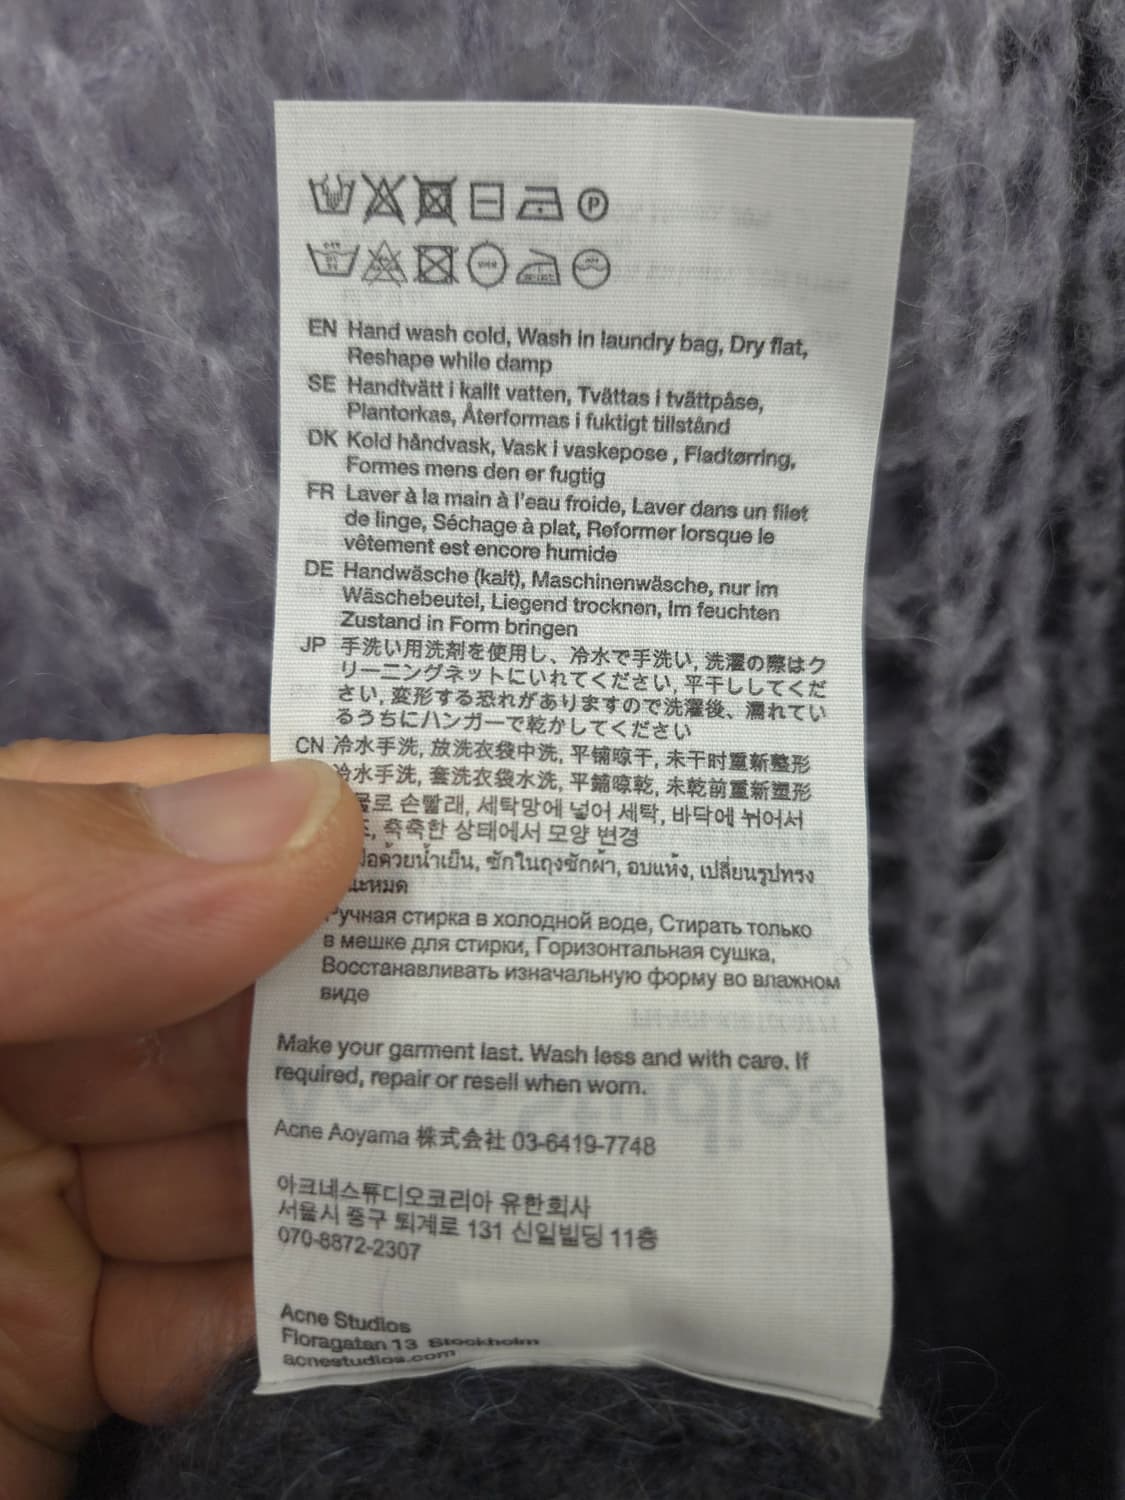 P
EN Hand wash cold, Wash in laundry bag, Dry flat,
Reshape while damp
SE Handtvätt i kallt vatten, Tvättas i tvättpåse,
Plantorkas, Återformas i fuktigt tillstånd
DK Kold håndvask, Vask i vaskepose , Fladtørring,
Formes mens den er fugtig
FR Laver à la main à l'eau froide, Laver dans un filet
de linge, Séchage à plat, Reformer lorsque le
vêtement est encore humide
DE Handwäsche (kalt), Maschinenwäsche, nur im
Wäschebeutel, Liegend trocknen, Im feuchten
Zustand in Form bringen
JP 手洗い用洗剤を使用し、冷水で手洗い, 洗濯の際はク
リーニングネットにいれてください, 平干ししてくだ
さい, 変形する恐れがありますので洗濯後、濡れてい
るうちにハンガーで乾かしてください
CN 冷水手洗, 放洗衣袋中洗, 平铺晾干, 未干时重新整形
冷水手洗, 套洗衣袋水洗, 平鋪晾乾, 未乾前重新塑形
손빨래, 세탁망에 넣어 세탁, 바닥에 뉘어서
축축한 상태에서 모양 변경
ซักในถุงซักผ้า, อบแห้ง, เปลี่ยนรูปทรง
Ручная стирка в холодной воде, Стирать только
в мешке для стирки, Горизонтальная сушка,
Восстанавливать изначальную форму во влажном
виде
Make your garment last. Wash less and with care. If
required, repair or resell when worn.
Acne Aoyama 株式会社 03-6419-7748
아크네스튜디오코리아 유한회사
서울시 중구 퇴계로 131 신일빌딩 11층
070-8872-2307
Acne Studios
Floragatan 13 Stockholm
acnestudios.com